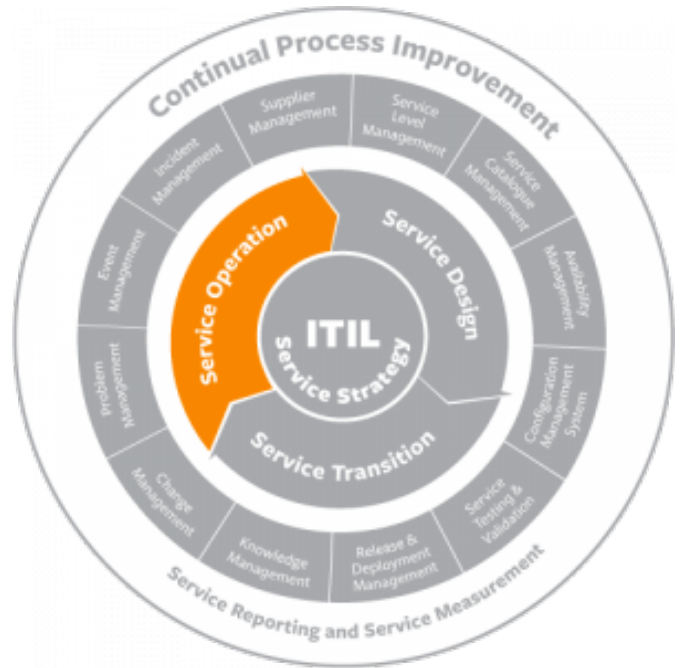 Continual Process Improvement
Supplier
Management
Service
Level
Management
Service
Catalogue
Management
Availability
Management
Configuration
Management
System
Service
Testing &
Validation
Release &
Deployment
Management
Knowledge
Management
Change
Management
Problem
Management
Event
Management
Incident
Management
Service Operation
Service Design
Service Transition
ITIL
Service Strategy
Service Reporting and Service Measurement